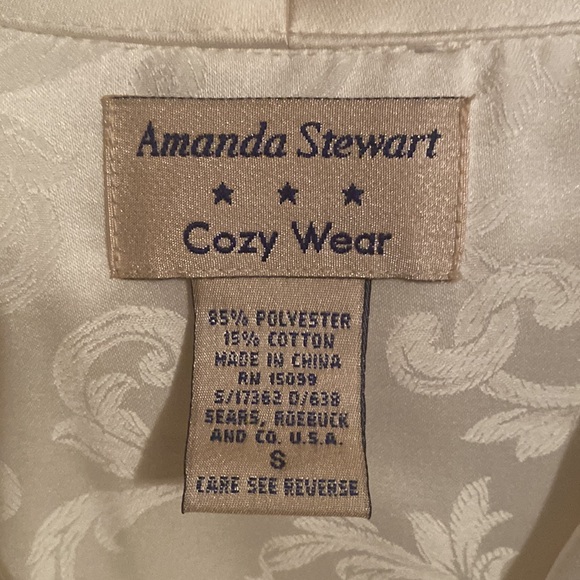 Amanda Stewart
★ ★ ★
Cozy Wear
85% POLYESTER
15% COTTON
MADE IN CHINA
RN 15099
S/17362 D/638
SEARS, ROEBUCK
AND CO. U.S.A.
S
CARE SEE REVERSE